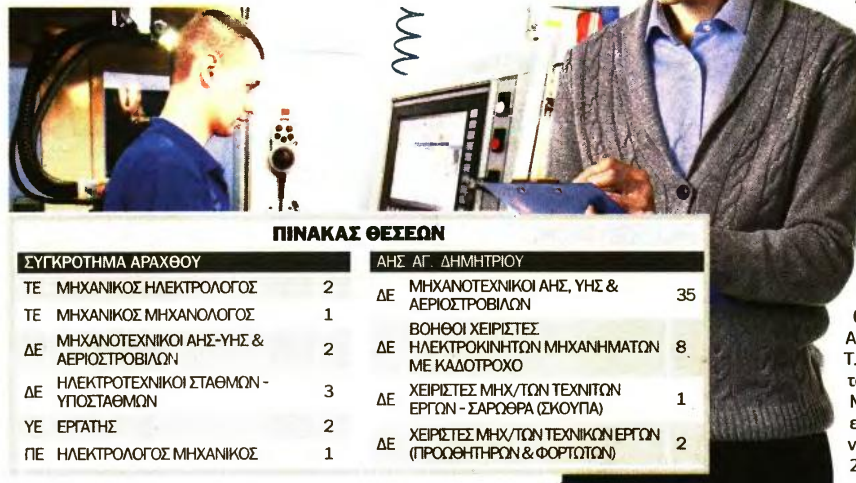 ΠΙΝΑΚΑΣ ΘΕΣΕΩΝ
ΣΥΓΚΡΟΤΗΜΑ ΑΡΑΧΘΟΥ
ΤΕ ΜΗΧΑΝΙΚΟΣ ΗΛΕΚΤΡΟΛΟΓΟΣ 2
ΤΕ ΜΗΧΑΝΙΚΟΣ ΜΗΧΑΝΟΛΟΓΟΣ 1
ΔΕ ΜΗΧΑΝΟΤΕΧΝΙΚΟΙ ΑΗΣ-ΥΗΣ &
ΑΕΡΙΟΣΤΡΟΒΙΛΩΝ 2
ΔΕ ΗΛΕΚΤΡΟΤΕΧΝΙΚΟΙ ΣΤΑΘΜΩΝ -
ΥΠΟΣΤΑΘΜΩΝ 3
ΥΕ ΕΡΓΑΤΗΣ 2
ΠΕ ΗΛΕΚΤΡΟΛΟΓΟΣ ΜΗΧΑΝΙΚΟΣ 1
ΑΗΣ ΑΓ. ΔΗΜΗΤΡΙΟΥ
ΔΕ ΜΗΧΑΝΟΤΕΧΝΙΚΟΙ ΑΗΣ, ΥΗΣ &
ΑΕΡΙΟΣΤΡΟΒΙΛΩΝ 35
ΒΟΗΘΟΙ ΧΕΙΡΙΣΤΕΣ
ΔΕ ΗΛΕΚΤΡΟΚΙΝΗΤΩΝ ΜΗΧΑΝΗΜΑΤΩΝ 8
ΜΕ ΚΑΔΟΤΡΟΧΟ
ΔΕ ΧΕΙΡΙΣΤΕΣ ΜΗΧ/ΤΩΝ ΤΕΧΝΙΤΩΝ
ΕΡΓΩΝ - ΣΑΡΩΘΡΑ (ΣΚΟΥΠΑ) 1
ΔΕ ΧΕΙΡΙΣΤΕΣ ΜΗΧ/ΤΩΝ ΤΕΧΝΙΚΩΝ ΕΡΓΩΝ
(ΠΡΟΩΘΗΤΗΡΩΝ & ΦΟΡΤΩΤΩΝ) 2